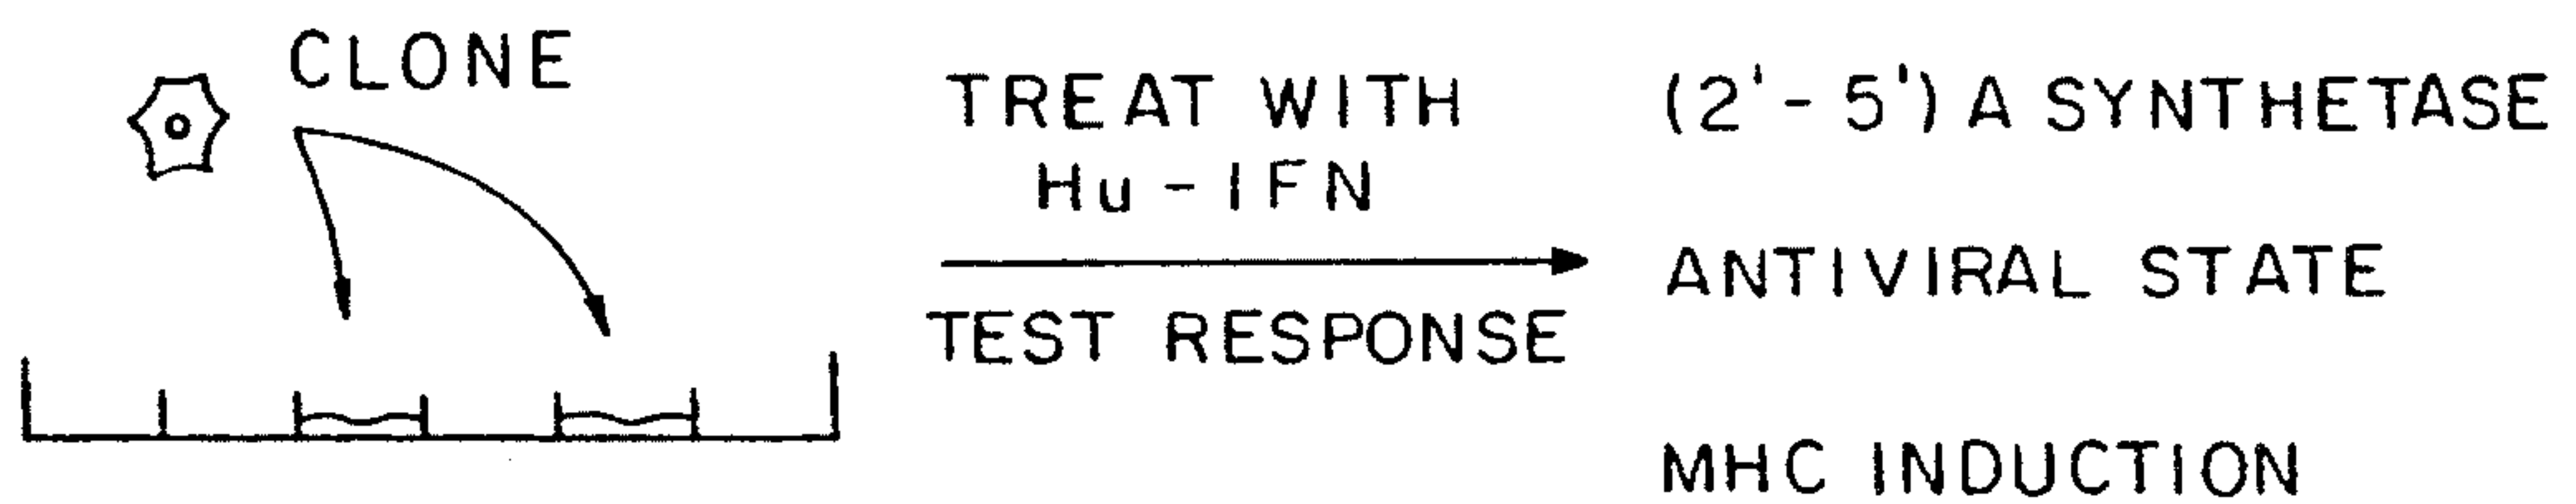 CLONE
TREAT WITH
Hu-IFN
TEST RESPONSE
(2'-5') A SYNTHETASE
ANTIVIRAL STATE
MHC INDUCTION